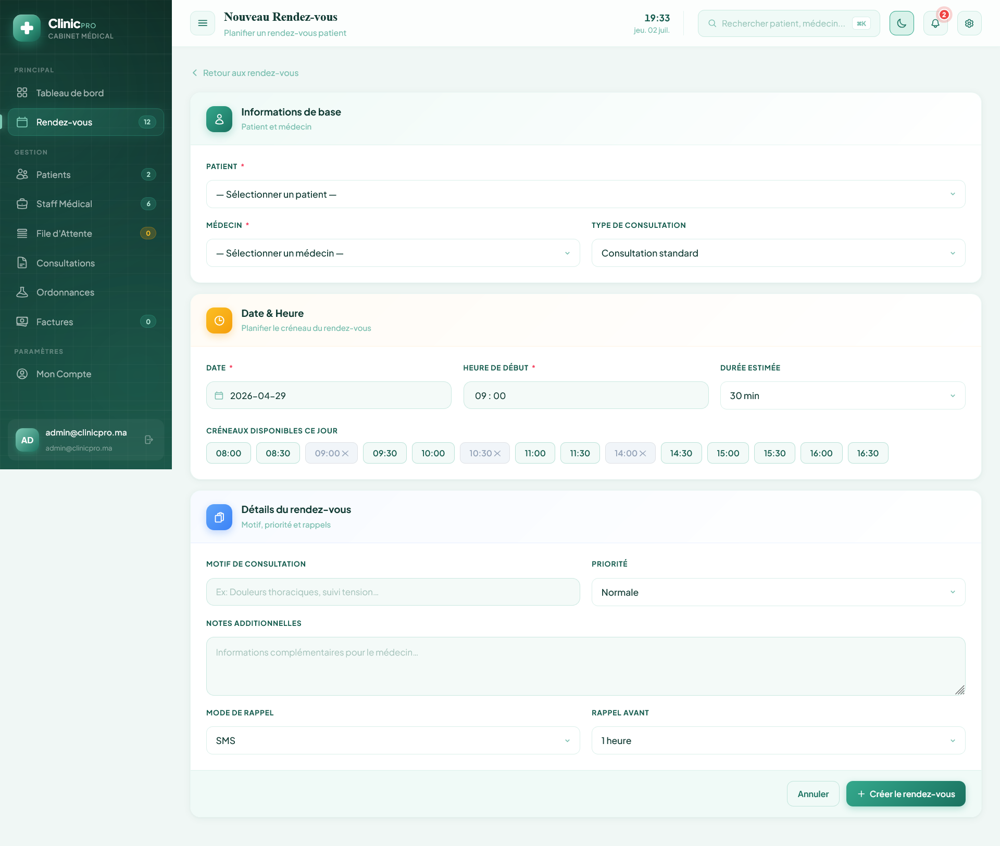 ClinicPRO
CABINET MÉDICAL
PRINCIPAL
Tableau de bord
Rendez-vous 12
GESTION
Patients 2
Staff Médical 6
File d'Attente 0
Consultations
Ordonnances
Factures 0
PARAMÈTRES
Mon Compte
AD
admin@clinicpro.ma
admin@clinicpro.ma
Nouveau Rendez-vous
Planifier un rendez-vous patient
19:33
jeu. 02 juil.
Rechercher patient, médecin... ⌘K
2
Retour aux rendez-vous
Informations de base
Patient et médecin
PATIENT *
— Sélectionner un patient —
MÉDECIN * TYPE DE CONSULTATION
— Sélectionner un médecin — Consultation standard
Date & Heure
Planifier le créneau du rendez-vous
DATE * HEURE DE DÉBUT * DURÉE ESTIMÉE
2026-04-29 09 : 00 30 min
CRÉNEAUX DISPONIBLES CE JOUR
08:00 08:30 09:00 ✕ 09:30 10:00 10:30 ✕ 11:00 11:30 14:00 ✕ 14:30 15:00 15:30 16:00 16:30
Détails du rendez-vous
Motif, priorité et rappels
MOTIF DE CONSULTATION PRIORITÉ
Ex: Douleurs thoraciques, suivi tension... Normale
NOTES ADDITIONNELLES
Informations complémentaires pour le médecin...
MODE DE RAPPEL RAPPEL AVANT
SMS 1 heure
Annuler + Créer le rendez-vous